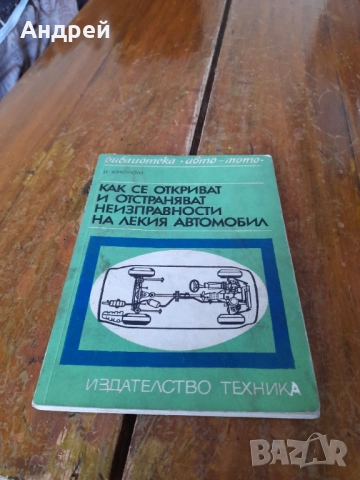 Андрей
библиотека • авто - мото •
КАК СЕ ОТКРИВАТ
И ОТСТРАНЯВАТ
НЕИЗПРАВНОСТИ
НА ЛЕКИЯ АВТОМОБИЛ
ИЗДАТЕЛСТВО ТЕХНИКА
BAZAR